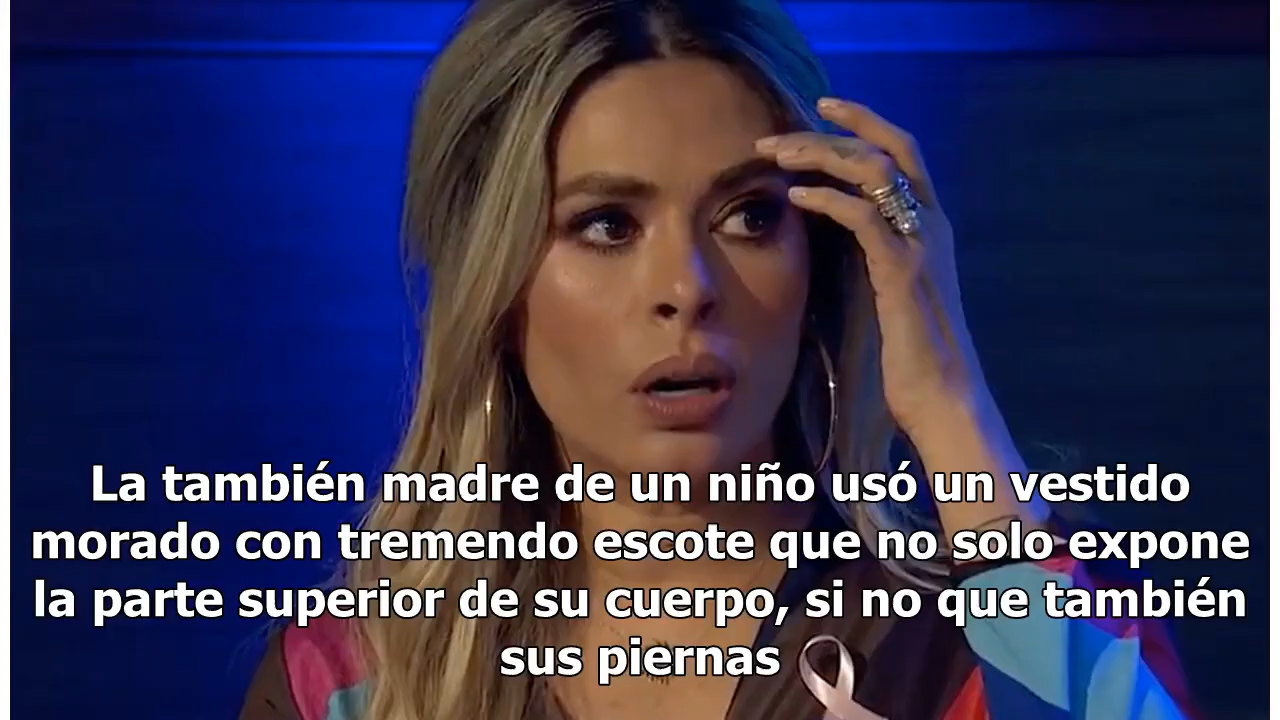 La también madre de un niño usó un vestido
morado con tremendo escote que no solo expone
la parte superior de su cuerpo, si no que también
sus piernas